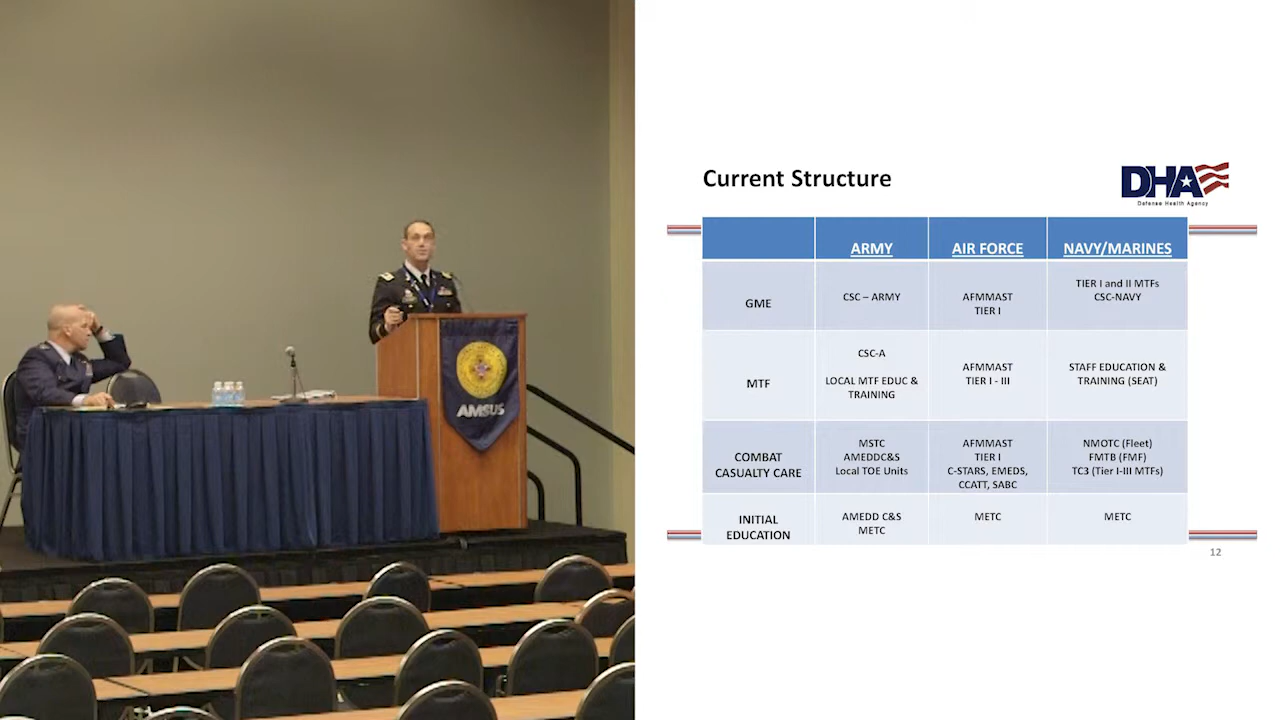 AMSUS
Current Structure
DHA
Defense Health Agency
ARMY
AIR FORCE
NAVY/MARINES
GME
CSC – ARMY
AFMMAST
TIER I
TIER I and II MTFs
CSC-NAVY
MTF
CSC-A
LOCAL MTF EDUC &
TRAINING
AFMMAST
TIER I - III
STAFF EDUCATION &
TRAINING (SEAT)
COMBAT
CASUALTY CARE
MSTC
AMEDDC&S
Local TOE Units
AFMMAST
TIER I
C-STARS, EMEDS,
CCATT, SABC
NMOTC (Fleet)
FMTB (FMF)
TC3 (Tier I-III MTFs)
INITIAL
EDUCATION
AMEDD C&S
METC
METC
METC
12